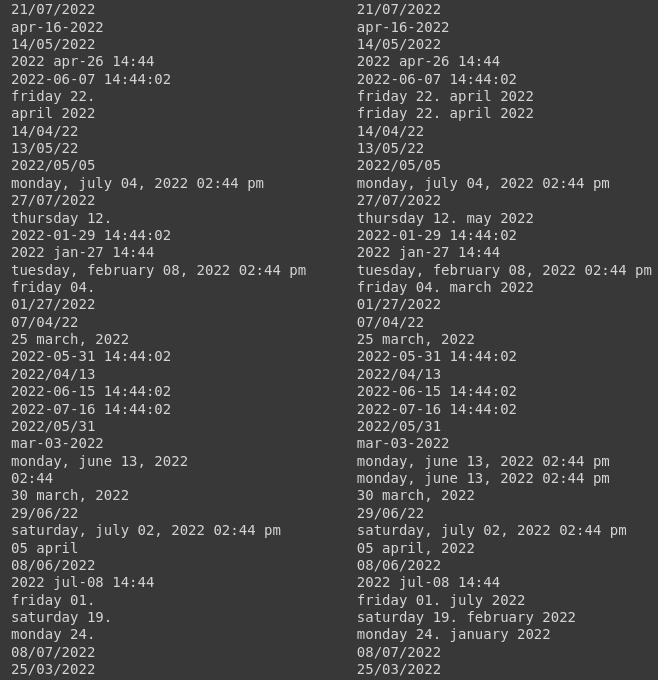 21/07/2022
apr-16-2022
14/05/2022
2022 apr-26 14:44
2022-06-07 14:44:02
friday 22.
april 2022
14/04/22
13/05/22
2022/05/05
monday, july 04, 2022 02:44 pm
27/07/2022
thursday 12.
2022-01-29 14:44:02
2022 jan-27 14:44
tuesday, february 08, 2022 02:44 pm
friday 04.
01/27/2022
07/04/22
25 march, 2022
2022-05-31 14:44:02
2022/04/13
2022-06-15 14:44:02
2022-07-16 14:44:02
2022/05/31
mar-03-2022
monday, june 13, 2022
02:44
30 march, 2022
29/06/22
saturday, july 02, 2022 02:44 pm
05 april
08/06/2022
2022 jul-08 14:44
friday 01.
saturday 19.
monday 24.
08/07/2022
25/03/2022
21/07/2022
apr-16-2022
14/05/2022
2022 apr-26 14:44
2022-06-07 14:44:02
friday 22. april 2022
friday 22. april 2022
14/04/22
13/05/22
2022/05/05
monday, july 04, 2022 02:44 pm
27/07/2022
thursday 12. may 2022
2022-01-29 14:44:02
2022 jan-27 14:44
tuesday, february 08, 2022 02:44 pm
friday 04. march 2022
01/27/2022
07/04/22
25 march, 2022
2022-05-31 14:44:02
2022/04/13
2022-06-15 14:44:02
2022-07-16 14:44:02
2022/05/31
mar-03-2022
monday, june 13, 2022 02:44 pm
monday, june 13, 2022 02:44 pm
30 march, 2022
29/06/22
saturday, july 02, 2022 02:44 pm
05 april, 2022
08/06/2022
2022 jul-08 14:44
friday 01. july 2022
saturday 19. february 2022
monday 24. january 2022
08/07/2022
25/03/2022